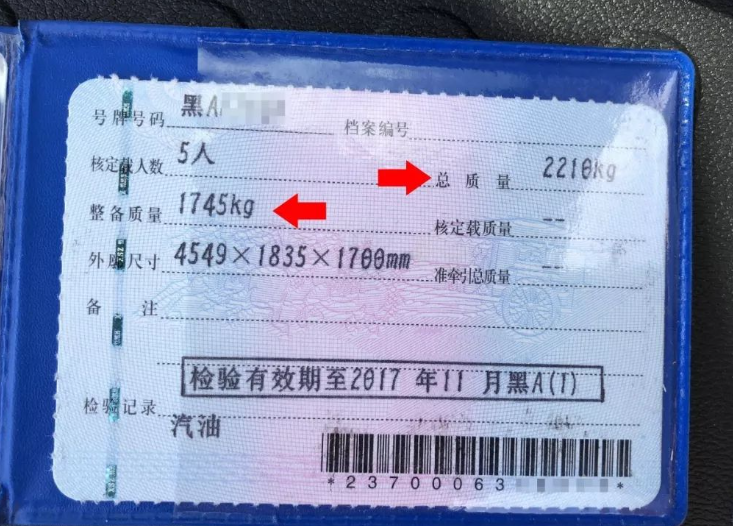 号牌号码 黑A 档案编号
核定载人数 5人 总质量 2210kg
整备质量 1745kg 核定载质量 --
外廓尺寸 4549×1835×1700mm 准牵引总质量 --
备注
检验有效期至2017年11月黑A(1)
检验记录
汽油
*23700063 *